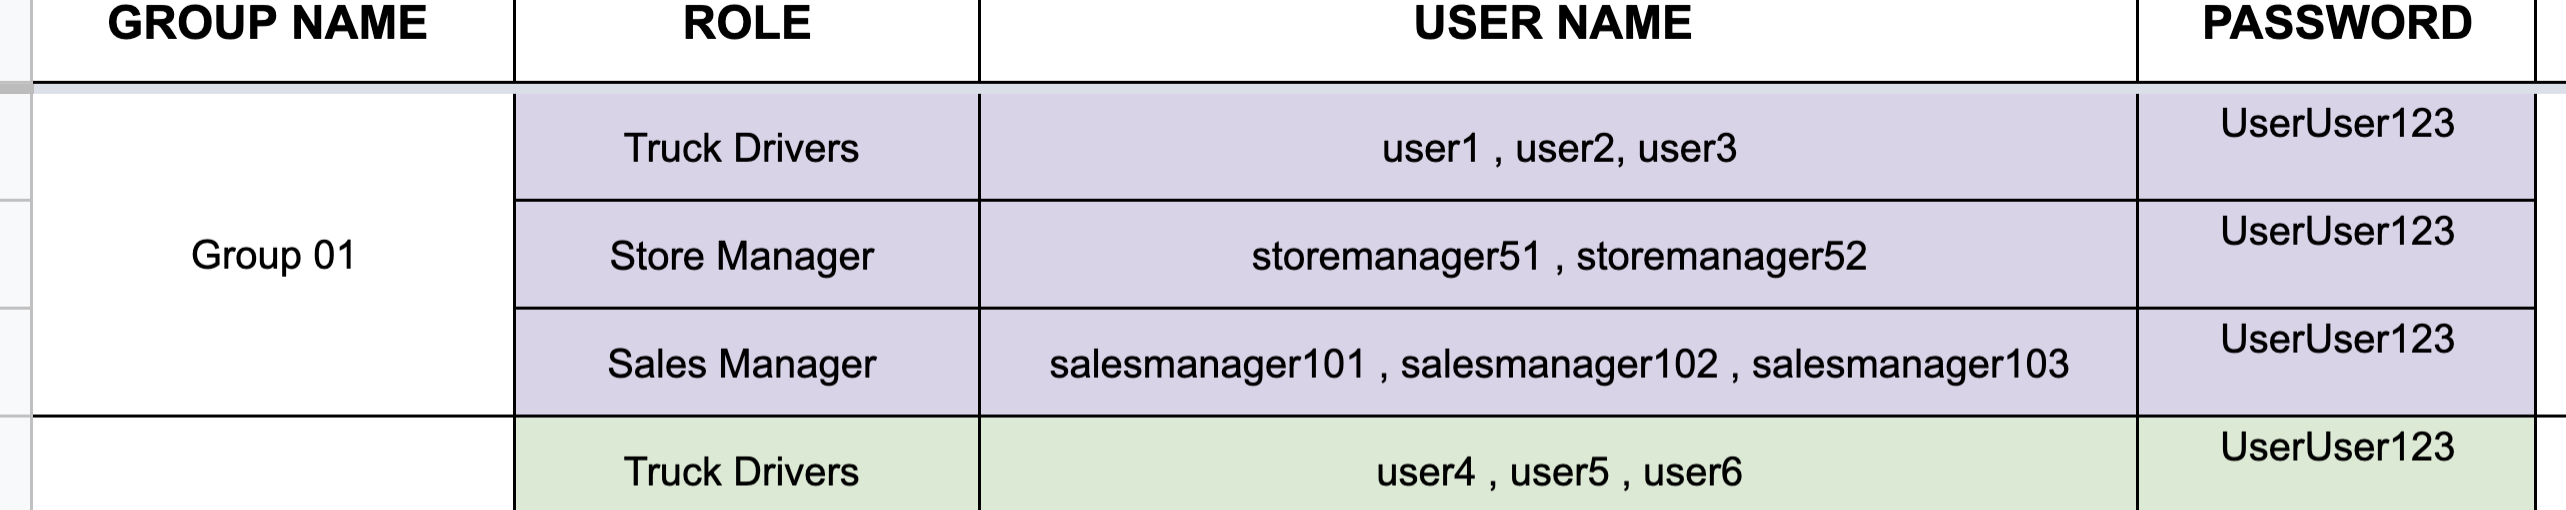 GROUP NAME ROLE USER NAME PASSWORD
Truck Drivers user1 , user2, user3 UserUser123
Group 01 Store Manager storemanager51 , storemanager52 UserUser123
Sales Manager salesmanager101 , salesmanager102 , salesmanager103 UserUser123
Truck Drivers user4 , user5 , user6 UserUser123